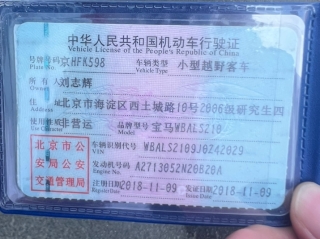 中华人民共和国机动车行驶证
Vehicle License of the People's Republic of China
号牌号码 京HFK598 车辆类型 小型越野客车
Plate No. Vehicle Type
所有人 刘志辉
住址 北京市海淀区西土城路10号2006级研究生四
Address
使用性质 非营运 品牌型号 宝马WBALS210
Use Character
北京市公安局公安交通管理局
车辆识别代号 WBALS2109J0Z42029
VIN
发动机号码 A2713052N20B20A
Engine No.
注册日期 2018-11-09 发证日期 2018-11-09
Register Date Issue Date